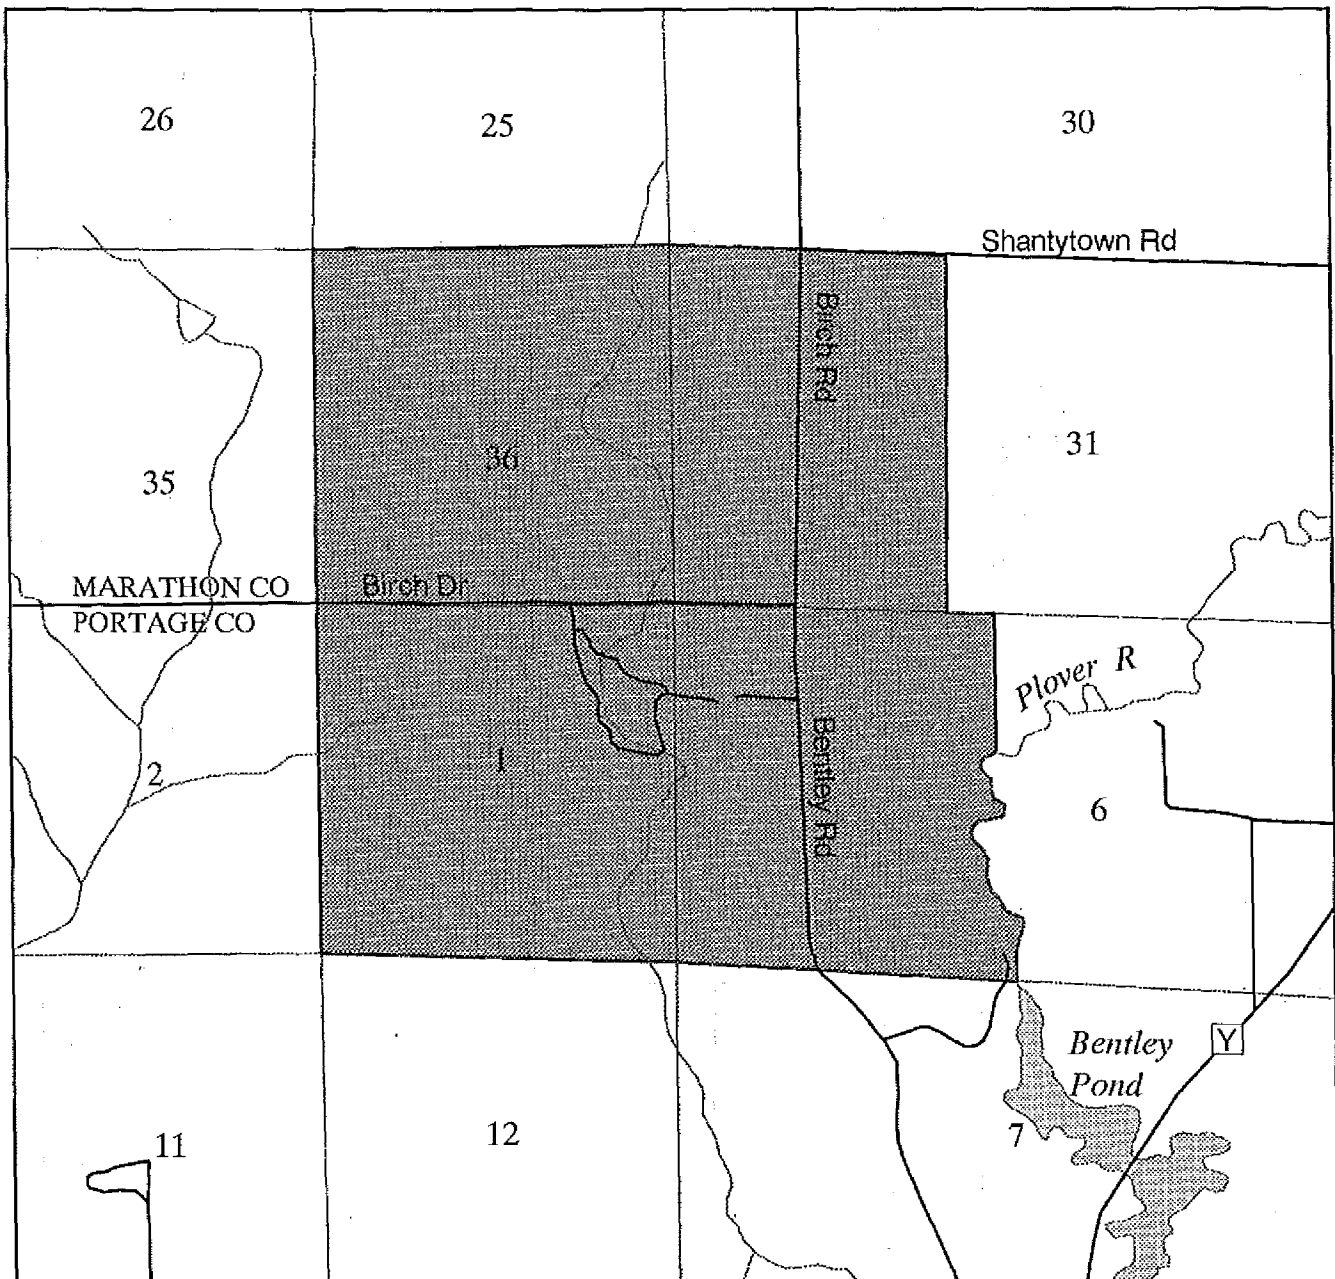 26
25
30
Shantytown Rd
Birch Rd
36
31
35
MARATHON CO
Birch Dr
PORTAGE CO
Plover R
1
Bentley Rd
2
6
Bentley
Pond
Y
11
12
7